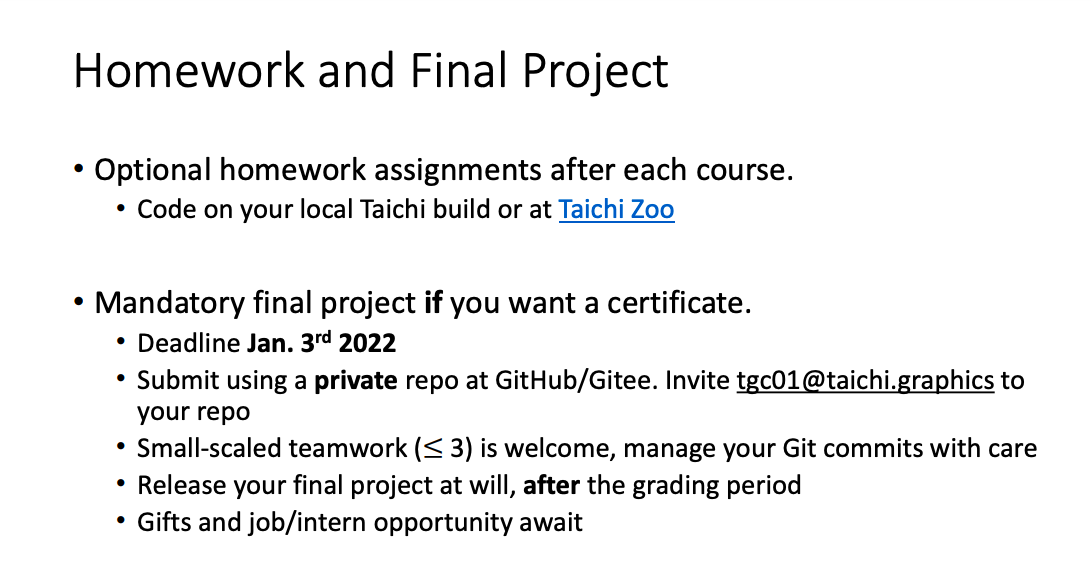 Homework and Final Project
• Optional homework assignments after each course.
• Code on your local Taichi build or at Taichi Zoo
• Mandatory final project if you want a certificate.
• Deadline Jan. 3rd 2022
• Submit using a private repo at GitHub/Gitee. Invite tgc01@taichi.graphics to
your repo
• Small-scaled teamwork (≤ 3) is welcome, manage your Git commits with care
• Release your final project at will, after the grading period
• Gifts and job/intern opportunity await